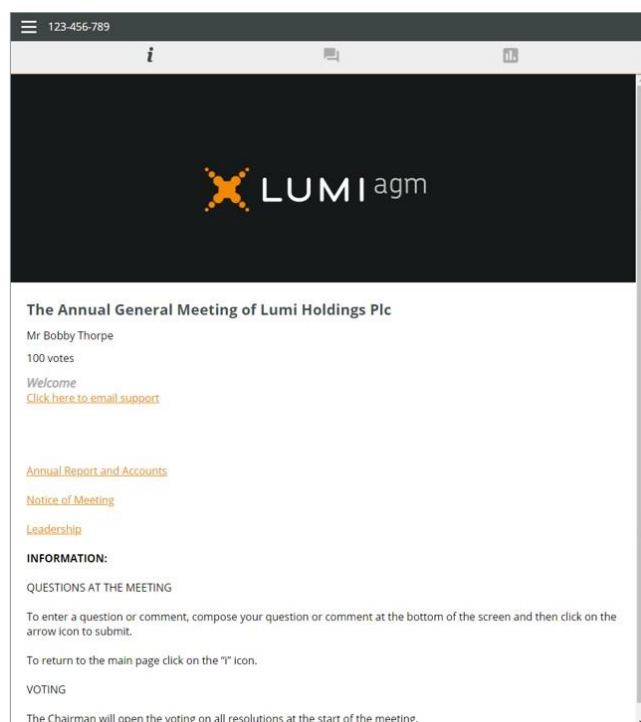 123-456-789
i
LUMI agm
The Annual General Meeting of Lumi Holdings Plc
Mr Bobby Thorpe
100 votes
Welcome
Click here to email support
Annual Report and Accounts
Notice of Meeting
Leadership
INFORMATION:
QUESTIONS AT THE MEETING
To enter a question or comment, compose your question or comment at the bottom of the screen and then click on the
arrow icon to submit.
To return to the main page click on the “i” icon.
VOTING
The Chairman will open the voting on all resolutions at the start of the meeting.